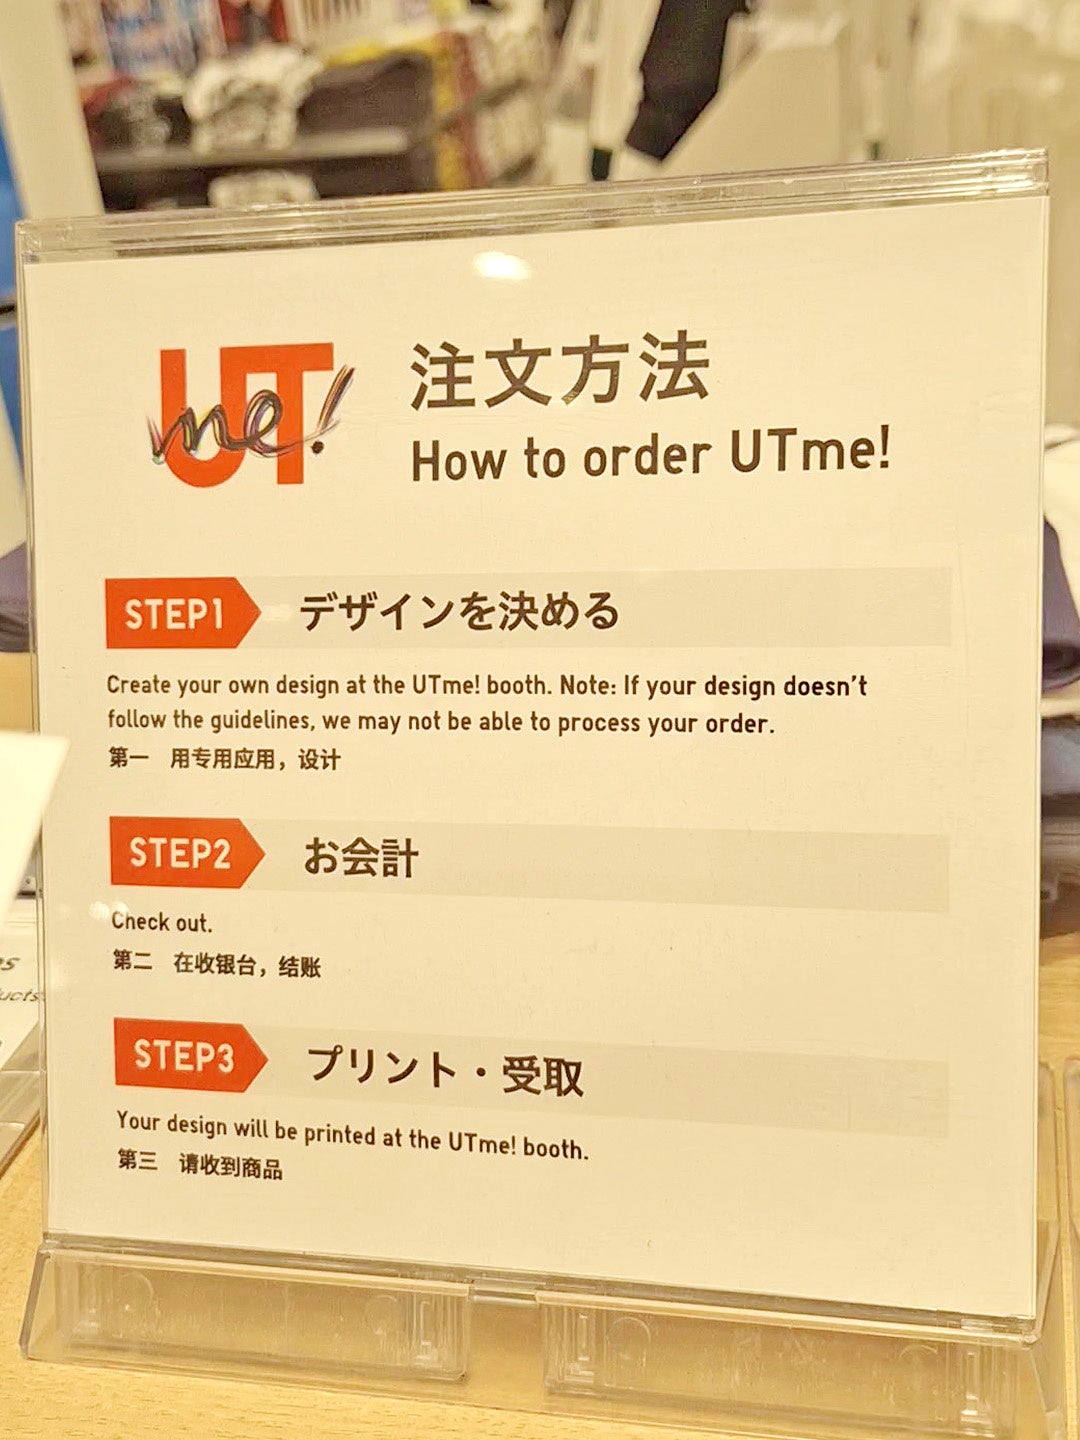 UT
me!
注文方法
How to order UTme!
STEP1 デザインを決める
Create your own design at the UTme! booth. Note: If your design doesn't
follow the guidelines, we may not be able to process your order.
第一 用专用应用，设计
STEP2 お会計
Check out.
第二 在收银台，结账
STEP3 プリント・受取
Your design will be printed at the UTme! booth.
第三 请收到商品